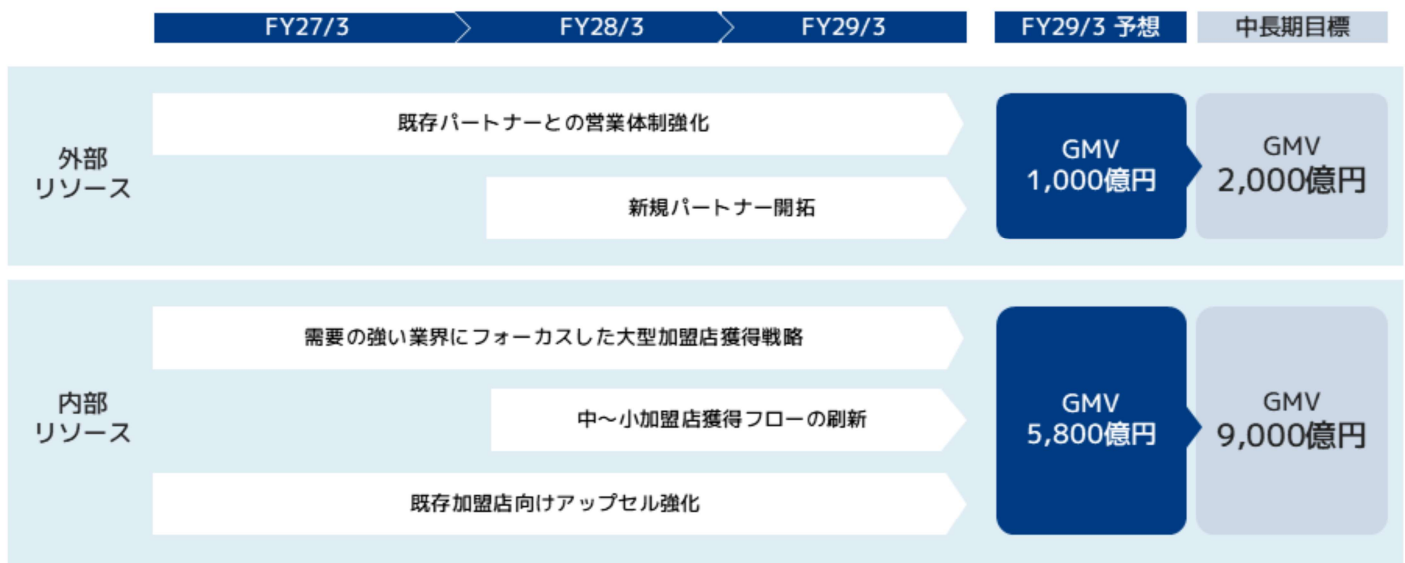 FY27/3
FY28/3
FY29/3
FY29/3 予想
中長期目標
外部
リソース
既存パートナーとの営業体制強化
新規パートナー開拓
GMV
1,000億円
GMV
2,000億円
内部
リソース
需要の強い業界にフォーカスした大型加盟店獲得戦略
中~小加盟店獲得フローの刷新
既存加盟店向けアップセル強化
GMV
5,800億円
GMV
9,000億円